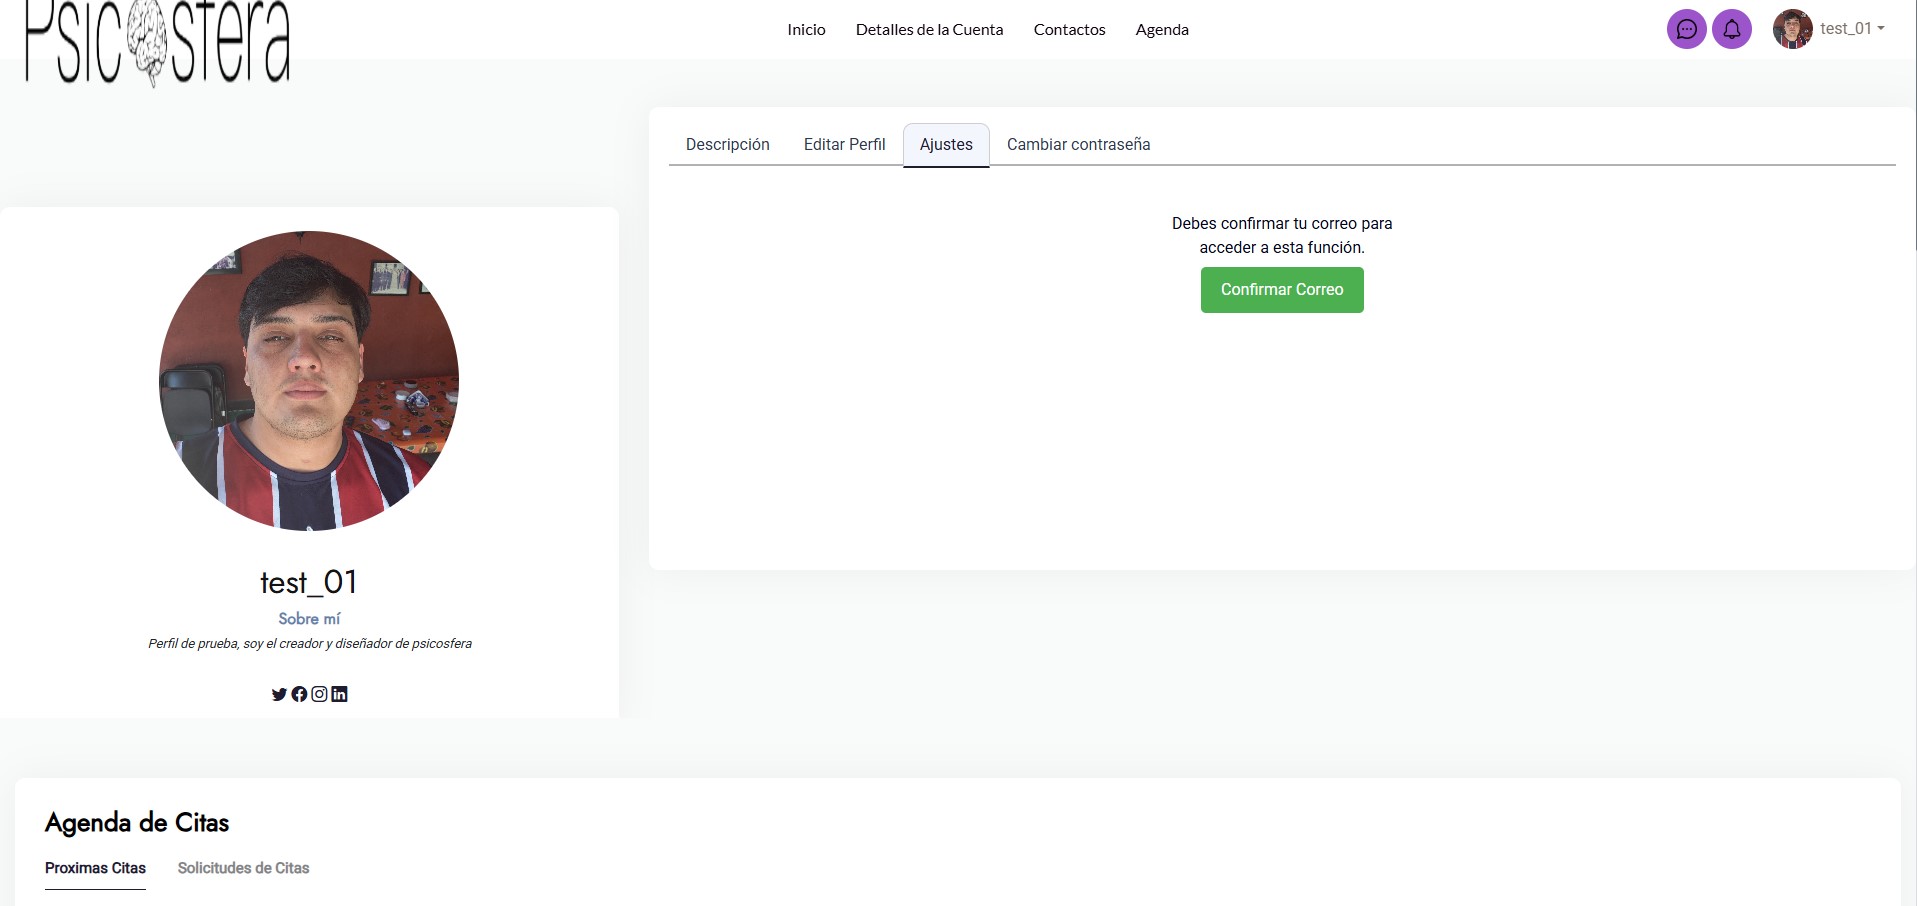 Psicosfera
Inicio
Detalles de la Cuenta
Contactos
Agenda
test_01
Descripción
Editar Perfil
Ajustes
Cambiar contraseña
Debes confirmar tu correo para
acceder a esta función.
Confirmar Correo
test_01
Sobre mí
Perfil de prueba, soy el creador y diseñador de psicosfera
in
Agenda de Citas
Proximas Citas
Solicitudes de Citas